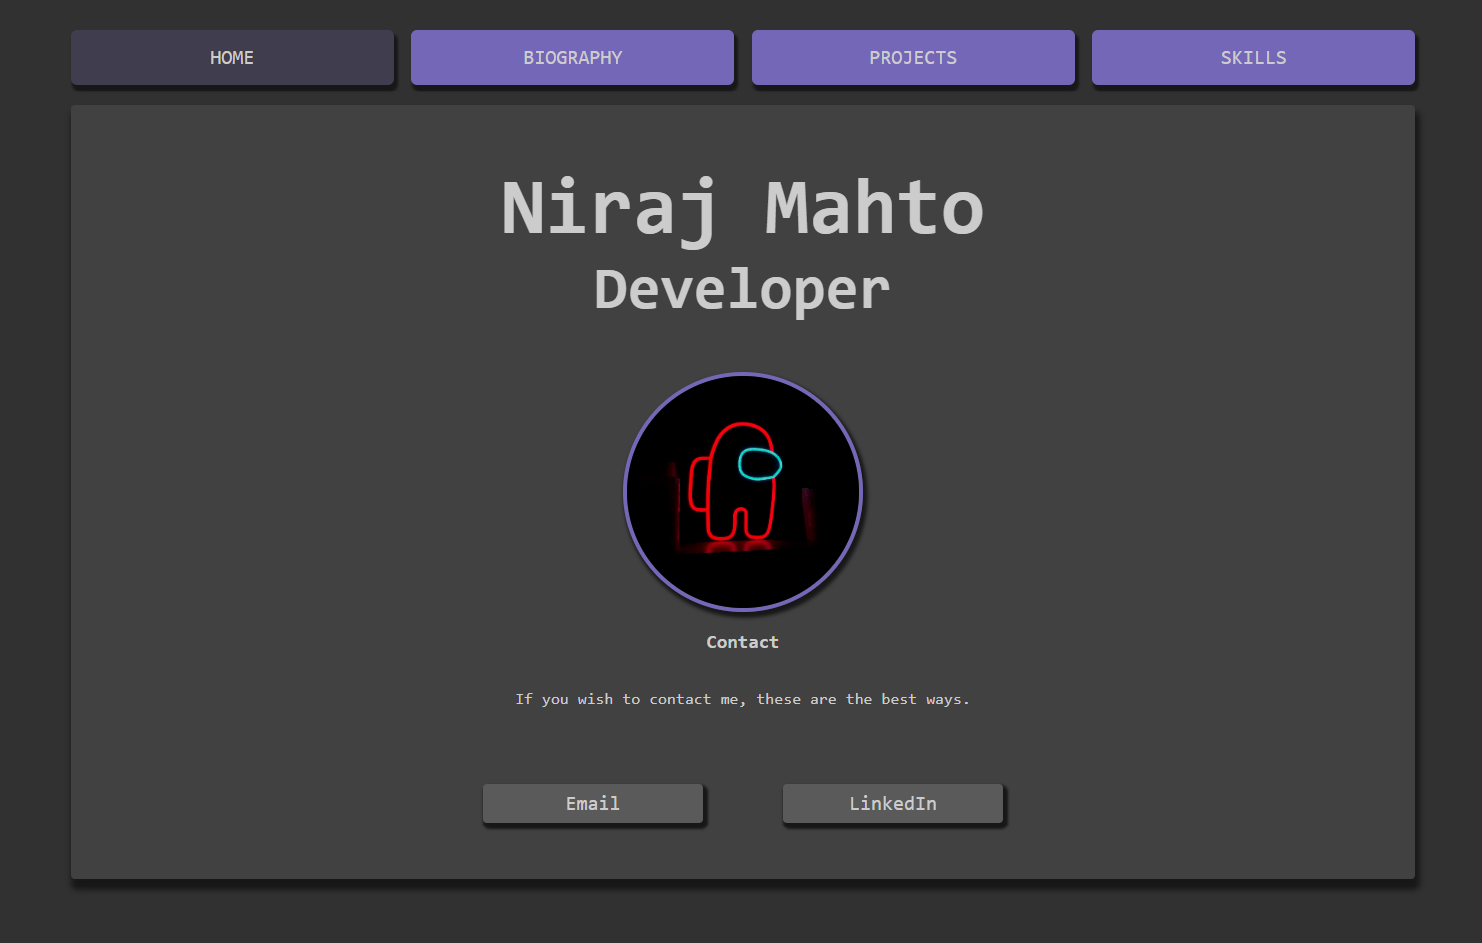 HOME
BIOGRAPHY
PROJECTS
SKILLS
Niraj Mahto
Developer
Contact
If you wish to contact me, these are the best ways.
Email
LinkedIn